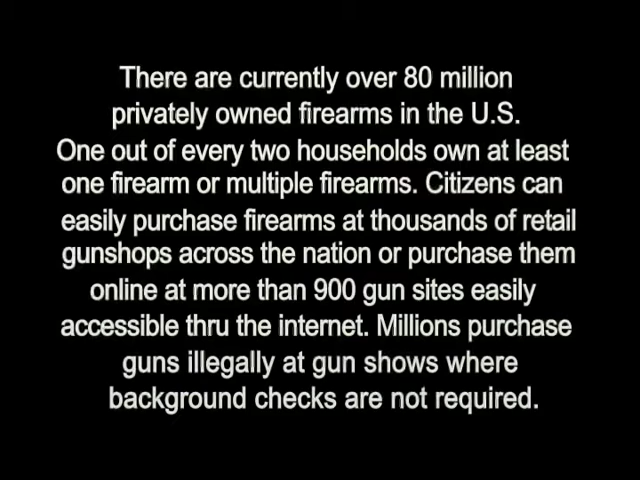 There are currently over 80 million
privately owned firearms in the U.S.
One out of every two households own at least
one firearm or multiple firearms. Citizens can
easily purchase firearms at thousands of retail
gunshops across the nation or purchase them
online at more than 900 gun sites easily
accessible thru the internet. Millions purchase
guns illegally at gun shows where
background checks are not required.